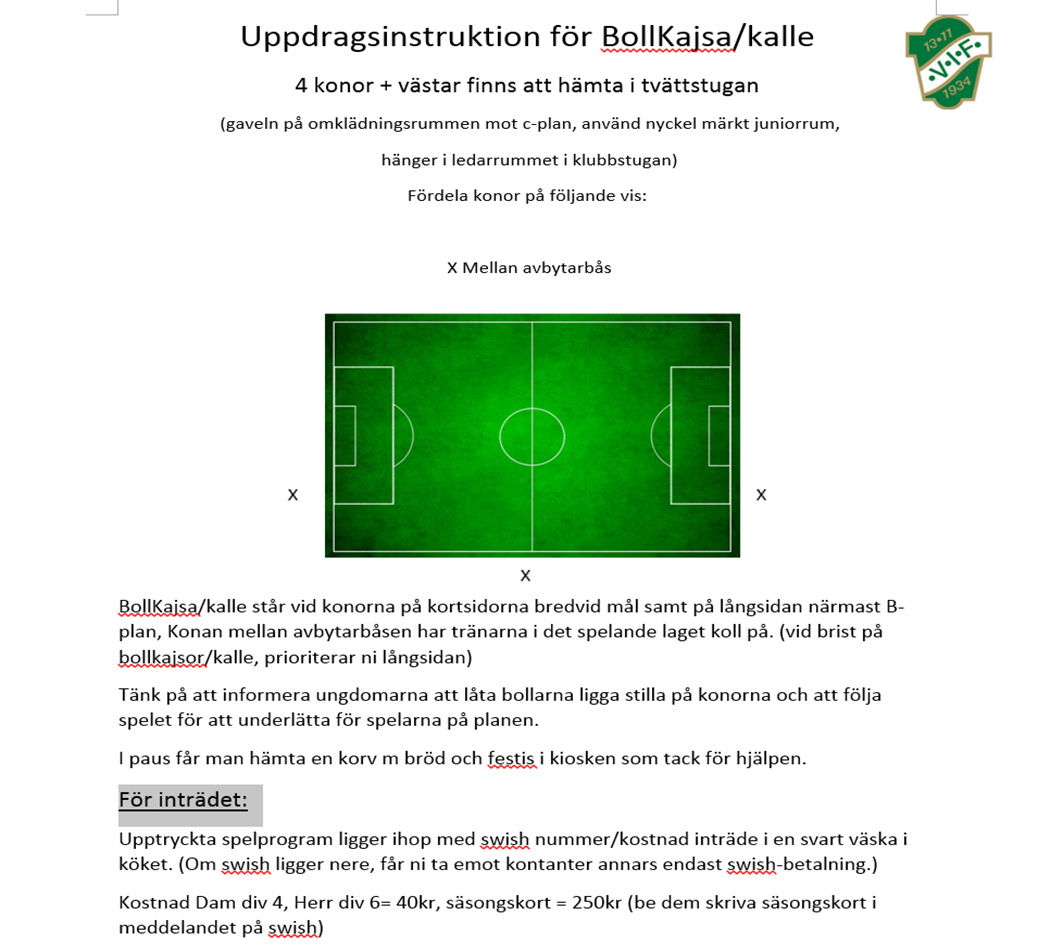 Uppdragsinstruktion för BollKajsa/kalle
4 konor + västar finns att hämta i tvättstugan
(gaveln på omklädningsrummen mot c-plan, använd nyckel märkt juniorrum,
hänger i ledarrummet i klubbstugan)
Fördela konor på följande vis:
X Mellan avbytarbås
X
X
X
BollKajsa/kalle står vid konorna på kortsidorna bredvid mål samt på långsidan närmast B-
plan, Konan mellan avbytarbåsen har tränarna i det spelande laget koll på. (vid brist på
bollkajsor/kalle, prioriterar ni långsidan)
Tänk på att informera ungdomarna att låta bollarna ligga stilla på konorna och att följa
spelet för att underlätta för spelarna på planen.
I paus får man hämta en korv m bröd och festis i kiosken som tack för hjälpen.
För inträdet:
Upptryckta spelprogram ligger ihop med swish nummer/kostnad inträde i en svart väska i
köket. (Om swish ligger nere, får ni ta emot kontanter annars endast swish-betalning.)
Kostnad Dam div 4, Herr div 6= 40kr, säsongskort = 250kr (be dem skriva säsongskort i
meddelandet på swish)
13•11
•V•I•F•
1934